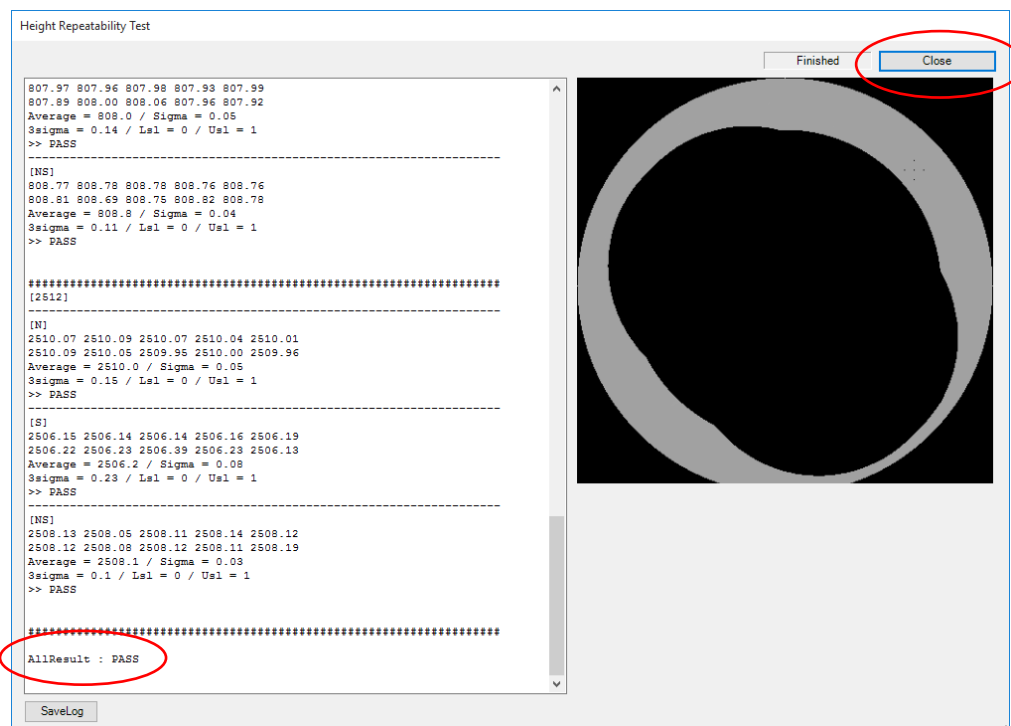 Height Repeatability Test
Finished
Close
807.97 807.96 807.98 807.93 807.99
807.89 808.00 808.06 807.96 807.92
Average = 808.0 / Sigma = 0.05
3sigma = 0.14 / Lsl = 0 / Usl = 1
>> PASS
--------------------------------------------------------------------
[NS]
808.77 808.78 808.78 808.76 808.76
808.81 808.69 808.75 808.82 808.78
Average = 808.8 / Sigma = 0.04
3sigma = 0.11 / Lsl = 0 / Usl = 1
>> PASS
####################################################################
[2512]
--------------------------------------------------------------------
[N]
2510.07 2510.09 2510.07 2510.04 2510.01
2510.09 2510.05 2509.95 2510.00 2509.96
Average = 2510.0 / Sigma = 0.05
3sigma = 0.15 / Lsl = 0 / Usl = 1
>> PASS
--------------------------------------------------------------------
[S]
2506.15 2506.14 2506.14 2506.16 2506.19
2506.22 2506.23 2506.39 2506.23 2506.13
Average = 2506.2 / Sigma = 0.08
3sigma = 0.23 / Lsl = 0 / Usl = 1
>> PASS
--------------------------------------------------------------------
[NS]
2508.13 2508.05 2508.11 2508.14 2508.12
2508.12 2508.08 2508.12 2508.11 2508.19
Average = 2508.1 / Sigma = 0.03
3sigma = 0.1 / Lsl = 0 / Usl = 1
>> PASS
####################################################################
AllResult : PASS
SaveLog